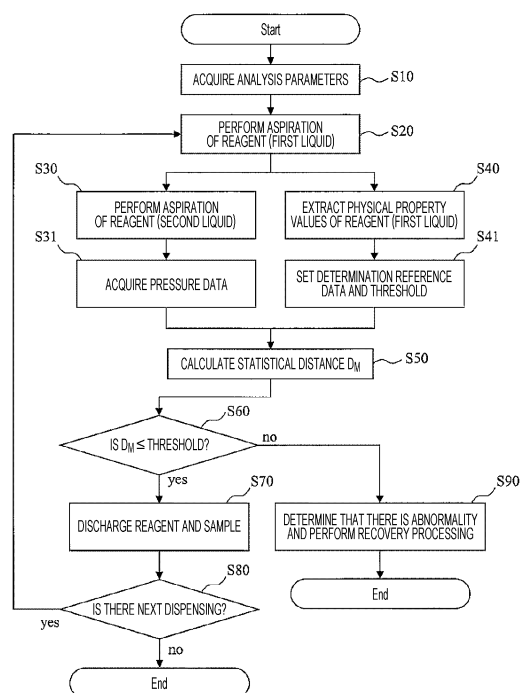 Start
ACQUIRE ANALYSIS PARAMETERS
S10
PERFORM ASPIRATION
OF REAGENT (FIRST LIQUID)
S20
S30
PERFORM ASPIRATION
OF REAGENT (SECOND LIQUID)
S40
EXTRACT PHYSICAL PROPERTY
VALUES OF REAGENT (FIRST LIQUID)
S31
ACQUIRE PRESSURE DATA
S41
SET DETERMINATION REFERENCE
DATA AND THRESHOLD
CALCULATE STATISTICAL DISTANCE DM
S50
S60
IS DM ≤ THRESHOLD?
no
yes
S70
DISCHARGE REAGENT AND SAMPLE
S90
DETERMINE THAT THERE IS ABNORMALITY
AND PERFORM RECOVERY PROCESSING
End
S80
IS THERE NEXT DISPENSING?
yes
no
End